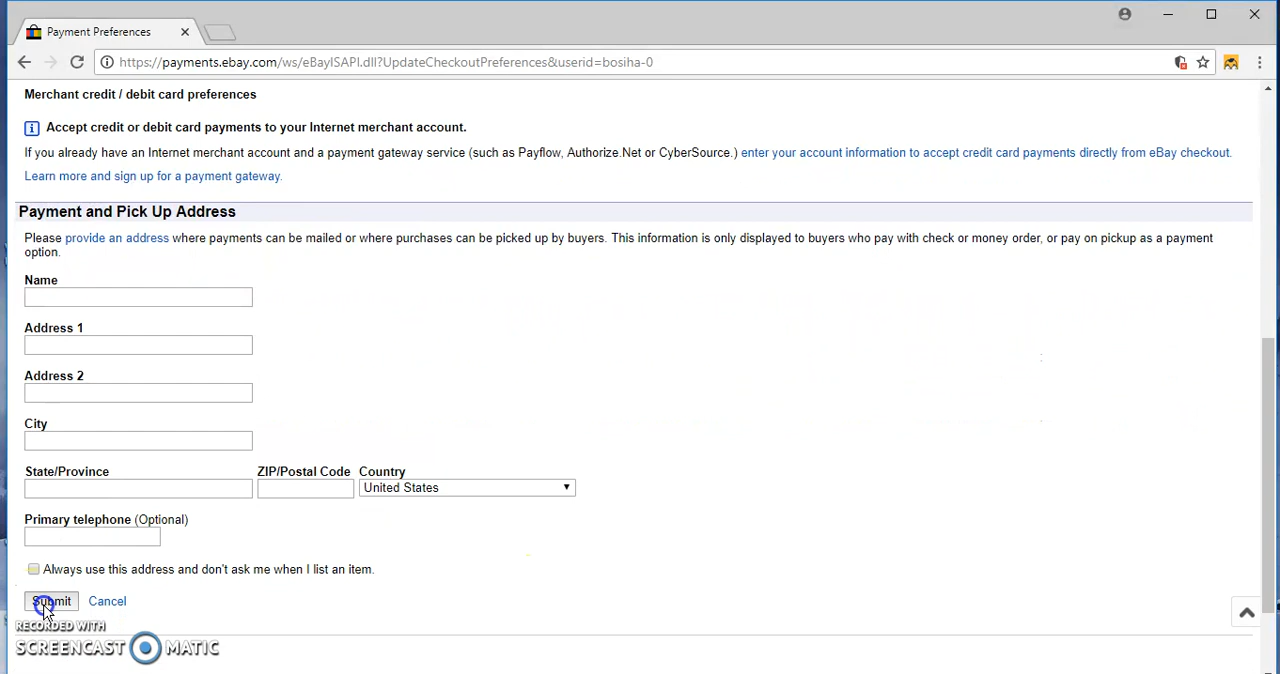 Payment Preferences
https://payments.ebay.com/ws/eBayISAPI.dll?UpdateCheckoutPreferences&userid=bosiha-0
Merchant credit / debit card preferences
i Accept credit or debit card payments to your Internet merchant account.
If you already have an Internet merchant account and a payment gateway service (such as Payflow, Authorize.Net or CyberSource.) enter your account information to accept credit card payments directly from eBay checkout.
Learn more and sign up for a payment gateway.
Payment and Pick Up Address
Please provide an address where payments can be mailed or where purchases can be picked up by buyers. This information is only displayed to buyers who pay with check or money order, or pay on pickup as a payment
option.
Name
Address 1
Address 2
City
State/Province ZIP/Postal Code Country
United States
Primary telephone (Optional)
Always use this address and don't ask me when I list an item.
Submit Cancel
RECORDED WITH
SCREENCAST MATIC